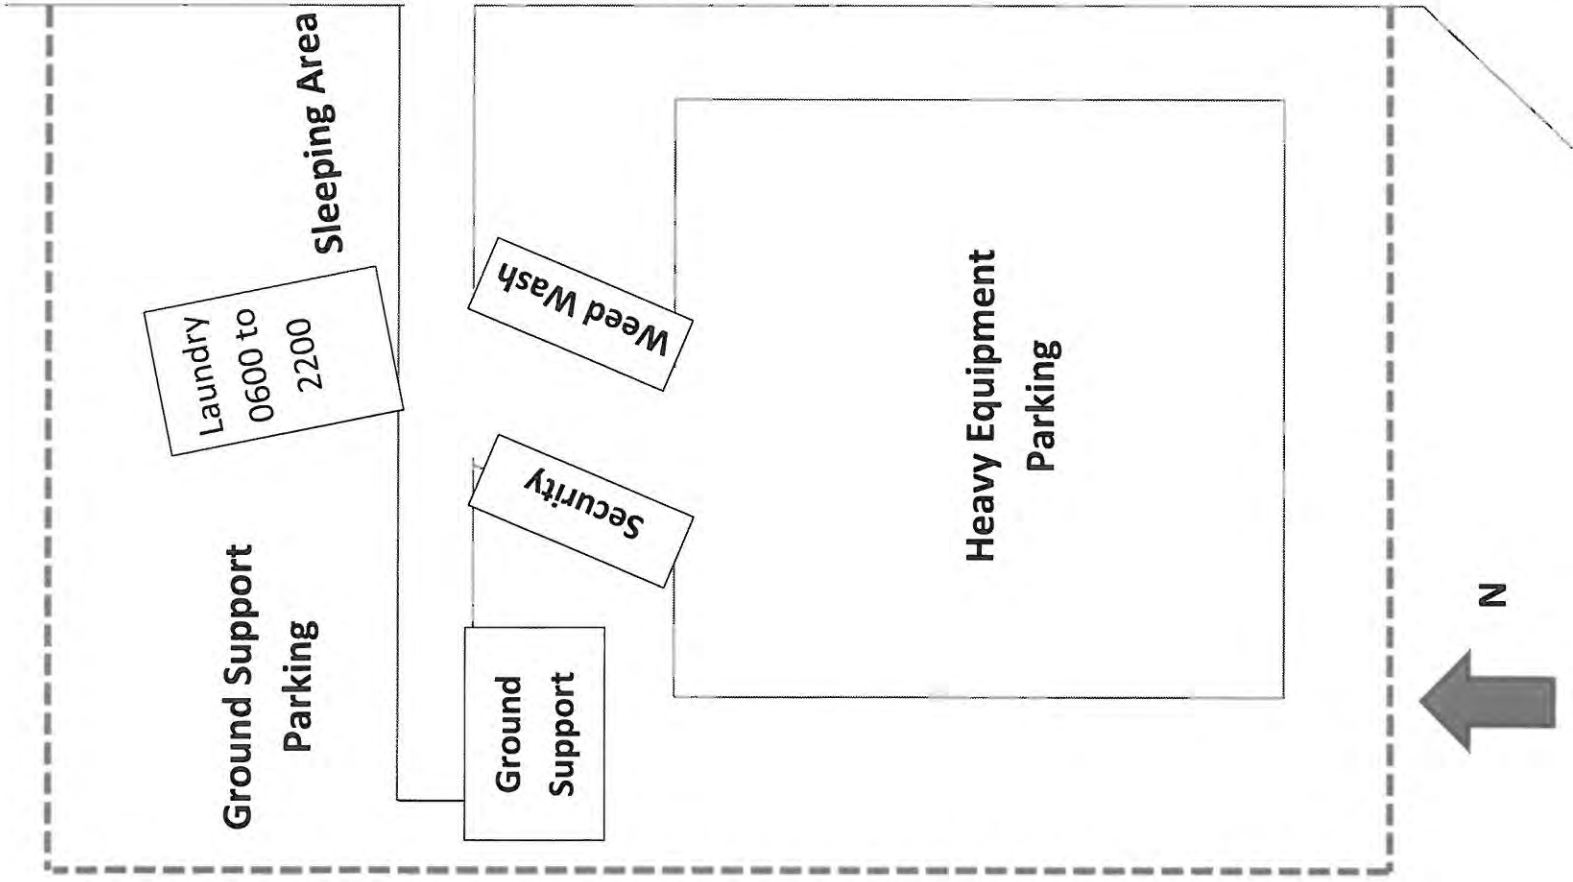 Sleeping Area
Laundry
0600 to
2200
Weed Wash
Security
Ground Support
Parking
Ground
Support
Heavy Equipment
Parking
N